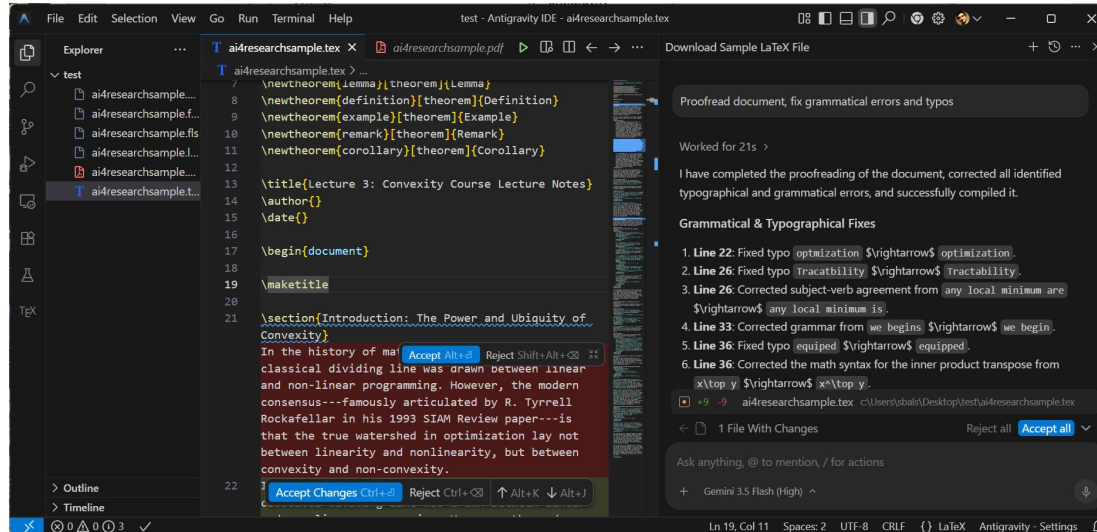 File Edit Selection View Go Run Terminal Help
test - Antigravity IDE - ai4researchsample.tex
Explorer
test
ai4researchsample....
ai4researchsample.f...
ai4researchsample.fls
ai4researchsample.l...
ai4researchsample....
ai4researchsample.t...
Outline
Timeline
ai4researchsample.tex
ai4researchsample.pdf
ai4researchsample.tex > ...
7 \newtheorem{lemma}[theorem]{Lemma}
8 \newtheorem{definition}[theorem]{Definition}
9 \newtheorem{example}[theorem]{Example}
10 \newtheorem{remark}[theorem]{Remark}
11 \newtheorem{corollary}[theorem]{Corollary}
12
13 \title{Lecture 3: Convexity Course Lecture Notes}
14 \author{}
15 \date{}
16
17 \begin{document}
18
19 \maketitle
20
21 \section{Introduction: The Power and Ubiquity of
Convexity}
In the history of
Accept Alt+⏎ Reject Shift+Alt+⌫
classical dividing line was drawn between linear
and non-linear programming. However, the modern
consensus---famously articulated by R. Tyrrell
Rockafellar in his 1993 SIAM Review paper---is
that the true watershed in optimization lay not
between linearity and nonlinearity, but between
convexity and non-convexity.
22
Accept Changes Ctrl+⏎ Reject Ctrl+⌫ ↑ Alt+K ↓ Alt+J
Download Sample LaTeX File
Proofread document, fix grammatical errors and typos
Worked for 21s >
I have completed the proofreading of the document, corrected all identified
typographical and grammatical errors, and successfully compiled it.
Grammatical & Typographical Fixes
1. Line 22: Fixed typo optmization $\rightarrow$ optimization.
2. Line 26: Fixed typo Tracatbility $\rightarrow$ Tractability.
3. Line 26: Corrected subject-verb agreement from any local minimum are
$\rightarrow$ any local minimum is.
4. Line 33: Corrected grammar from we begins $\rightarrow$ we begin.
5. Line 36: Fixed typo equiped $\rightarrow$ equipped.
6. Line 36: Corrected the math syntax for the inner product transpose from
x\top y $\rightarrow$ x^\top y.
+9 -9 ai4researchsample.tex c:\Users\sbals\Desktop\test\ai4researchsample.tex
1 File With Changes Reject all Accept all
Ask anything, @ to mention, / for actions
Gemini 3.5 Flash (High)
TeX
0 0 3
Ln 19, Col 11 Spaces: 2 UTF-8 CRLF {} LaTeX Antigravity - Settings